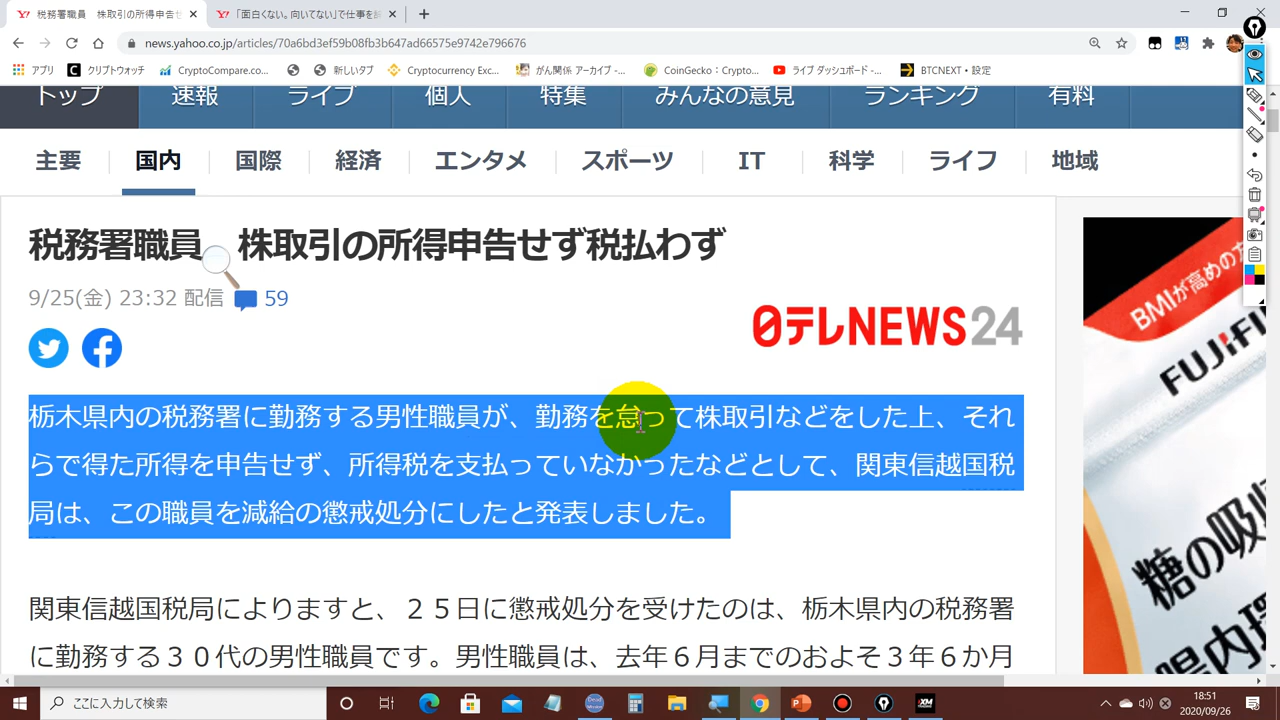 税務署職員　株取引の所得申告せ
「面白くない。向いてない」で仕事を
news.yahoo.co.jp/articles/70a6bd3ef59b08fb3b647ad66575e9742e796676
アプリ クリプトウォッチ CryptoCompare.co... 新しいタブ Cryptocurrency Exc... がん関係 アーカイブ -... CoinGecko：Crypto... ライブ ダッシュボード -... BTCNEXT・設定
トップ 速報 ライブ 個人 特集 みんなの意見 ランキング 有料
主要 国内 国際 経済 エンタメ スポーツ IT 科学 ライフ 地域
税務署職員　株取引の所得申告せず税払わず
9/25(金) 23:32 配信 59
日テレNEWS24
栃木県内の税務署に勤務する男性職員が、勤務を怠って株取引などをした上、それ
らで得た所得を申告せず、所得税を支払っていなかったなどとして、関東信越国税
局は、この職員を減給の懲戒処分にしたと発表しました。
関東信越国税局によりますと、２５日に懲戒処分を受けたのは、栃木県内の税務署
に勤務する３０代の男性職員です。男性職員は、去年６月までのおよそ３年６か月
BMIが高めの方
FUJIF
糖の吸
腸内環
ここに入力して検索
XM
18:51
2020/09/26